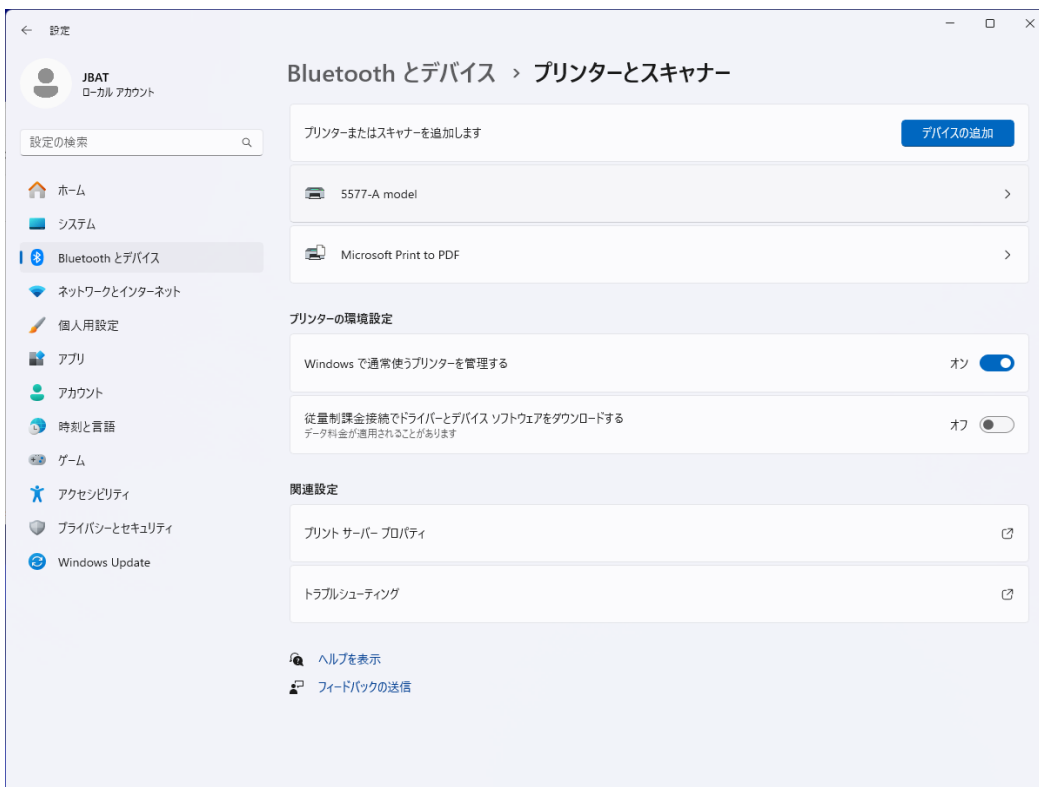 設定
JBAT
ローカル アカウント
設定の検索
ホーム
システム
Bluetooth とデバイス
ネットワークとインターネット
個人用設定
アプリ
アカウント
時刻と言語
ゲーム
アクセシビリティ
プライバシーとセキュリティ
Windows Update
Bluetooth とデバイス › プリンターとスキャナー
プリンターまたはスキャナーを追加します
デバイスの追加
5577-A model
Microsoft Print to PDF
プリンターの環境設定
Windows で通常使うプリンターを管理する
オン
従量制課金接続でドライバーとデバイス ソフトウェアをダウンロードする
データ料金が適用されることがあります
オフ
関連設定
プリント サーバー プロパティ
トラブルシューティング
ヘルプを表示
フィードバックの送信